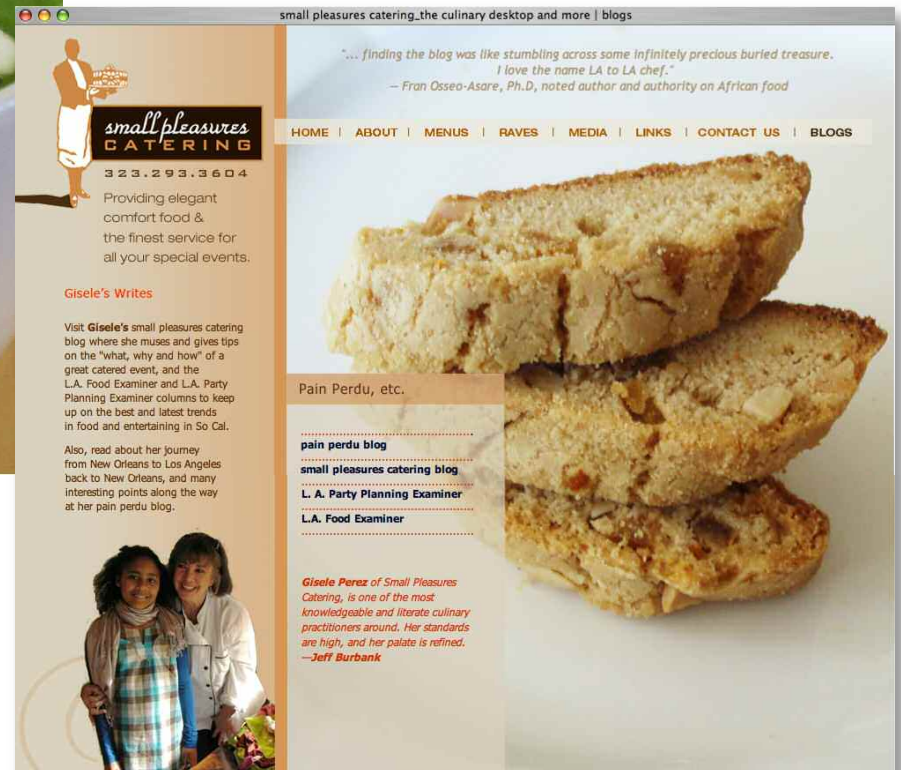 small pleasures catering_the culinary desktop and more | blogs
"... finding the blog was like stumbling across some infinitely precious buried treasure.
I love the name LA to LA chef."
— Fran Osseo-Asare, Ph.D, noted author and authority on African food
small pleasures
CATERING
323.293.3604
Providing elegant
comfort food &
the finest service for
all your special events.
HOME | ABOUT | MENUS | RAVES | MEDIA | LINKS | CONTACT US | BLOGS
Gisele's Writes
Visit Gisele's small pleasures catering
blog where she muses and gives tips
on the "what, why and how" of a
great catered event, and the
L.A. Food Examiner and L.A. Party
Planning Examiner columns to keep
up on the best and latest trends
in food and entertaining in So Cal.
Also, read about her journey
from New Orleans to Los Angeles
back to New Orleans, and many
interesting points along the way
at her pain perdu blog.
Pain Perdu, etc.
pain perdu blog
small pleasures catering blog
L. A. Party Planning Examiner
L.A. Food Examiner
Gisele Perez of Small Pleasures
Catering, is one of the most
knowledgeable and literate culinary
practitioners around. Her standards
are high, and her palate is refined.
—Jeff Burbank